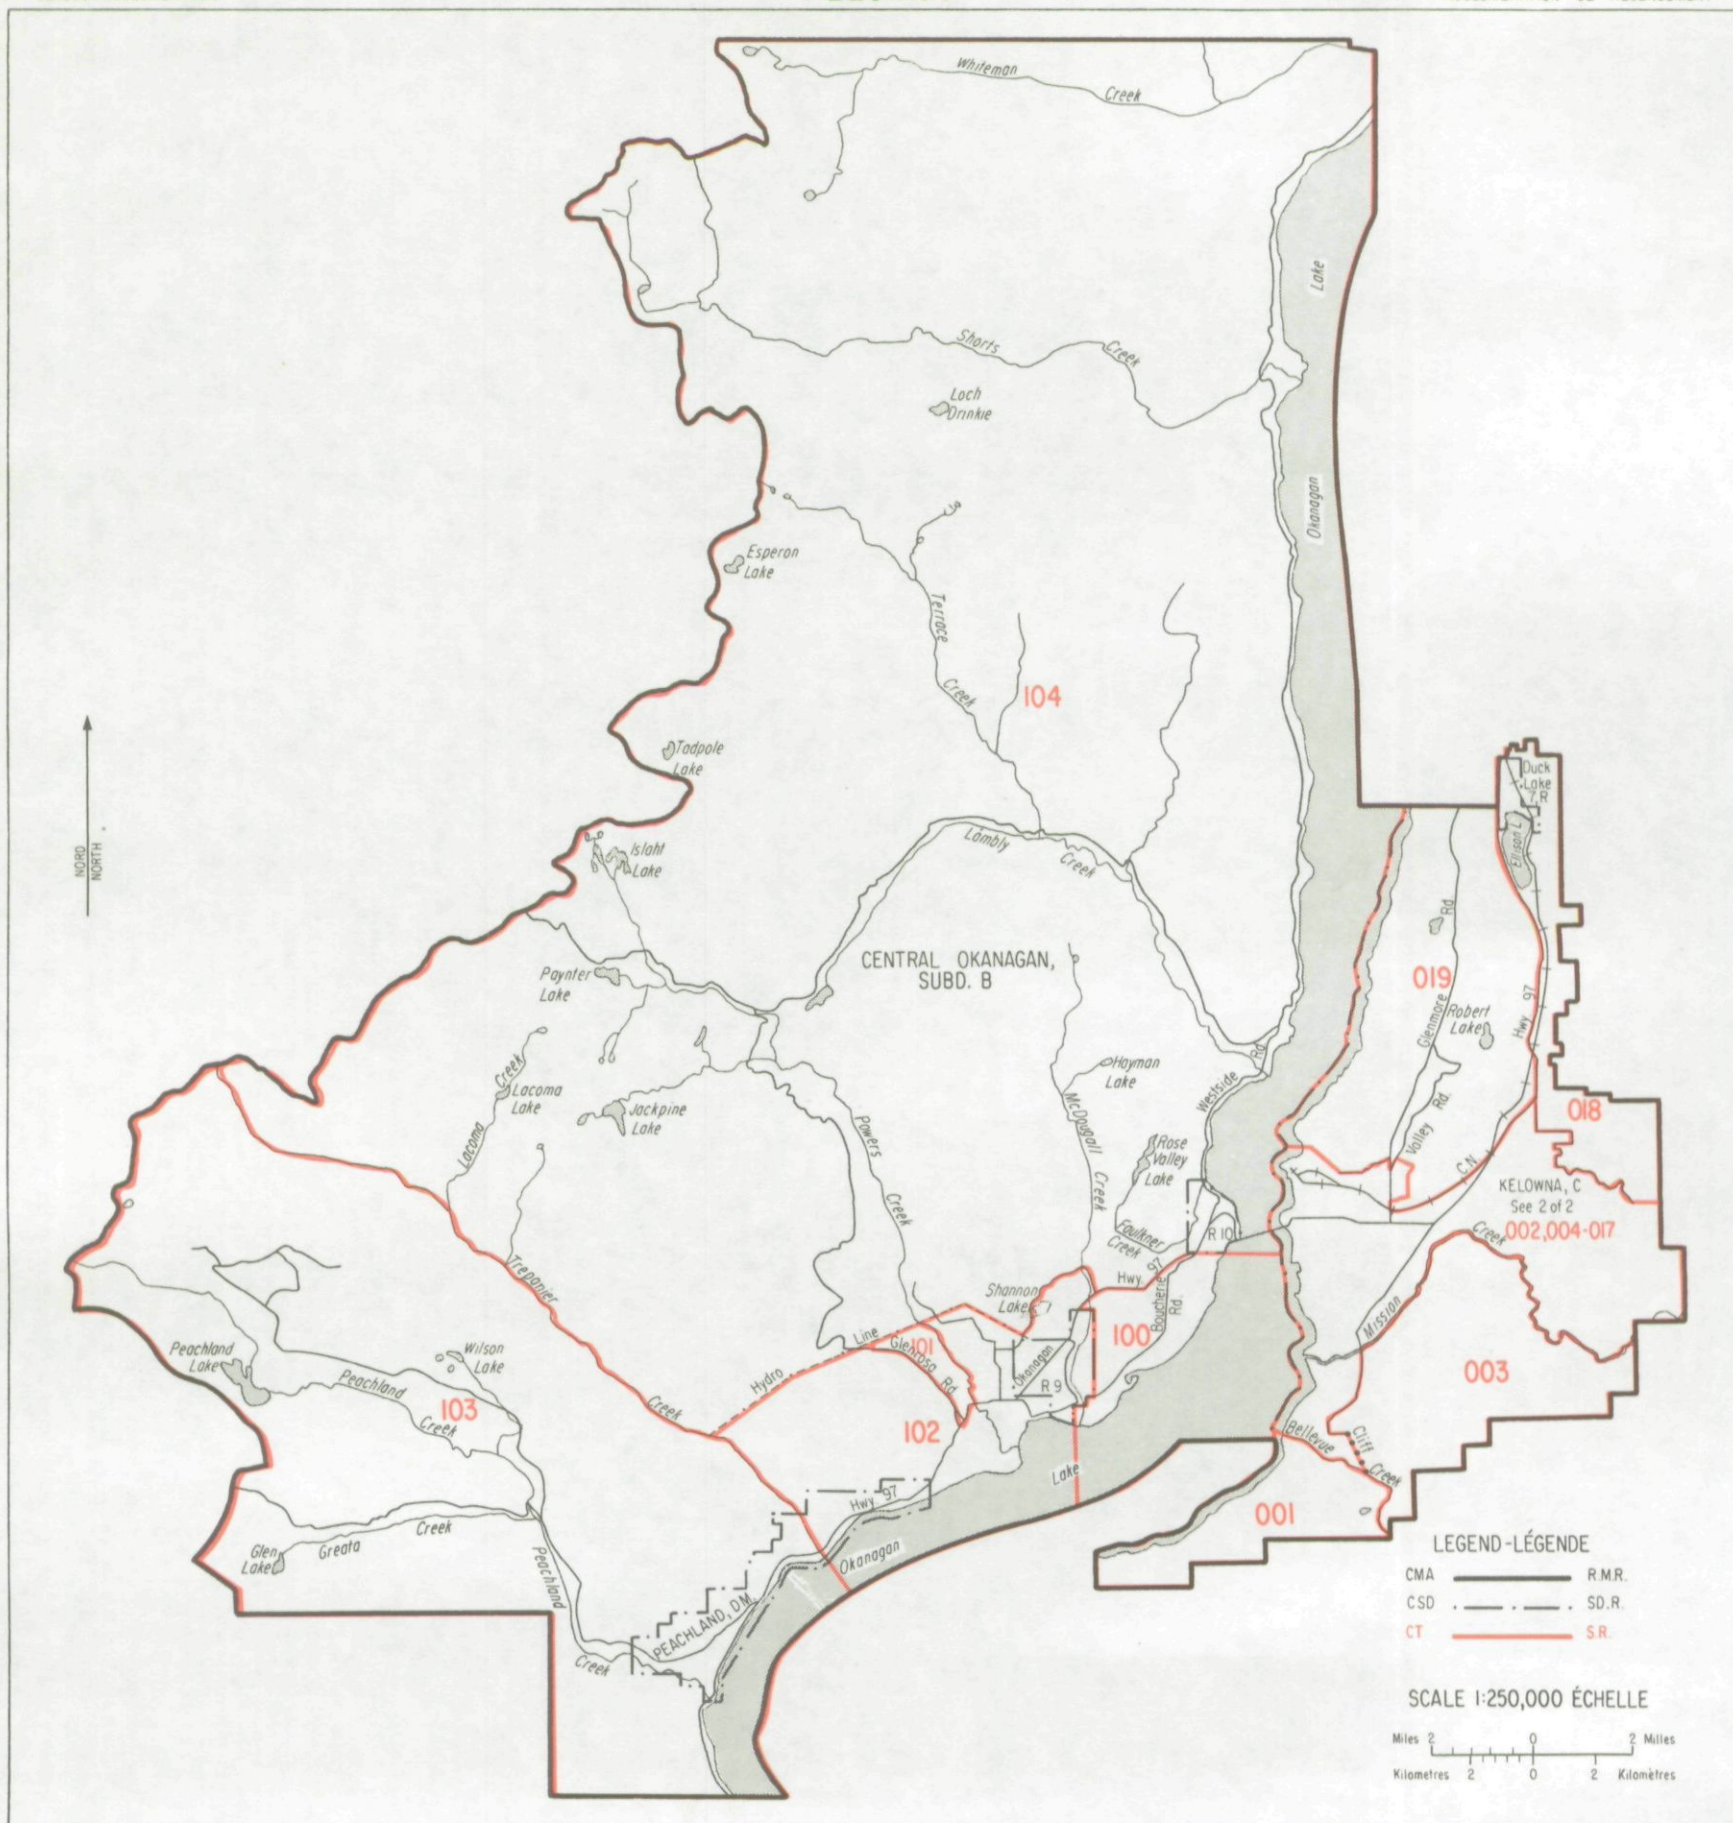 Whiteman
Creek
Lake
Shorts
Creek
Loch
Drinkie
Okanagan
Esperon
Lake
Terrace
Creek
104
Tadpole
Lake
NORD
NORTH
Duck
Lake
7,R
Ellison L
Islaht
Lake
Lambly
Creek
CENTRAL OKANAGAN,
SUBD. B
Paynter
Lake
Rd
019
Hwy 97
Glenmore
Robert
Lake
Valley Rd.
C.N
018
Lacoma Creek
Lacoma
Lake
Jackpine
Lake
Powers
Creek
Hayman
Lake
McDougall Creek
Westside Rd
Rose
Valley
Lake
Faulkner
Creek
R 10
KELOWNA, C
See 2 of 2
002,004-017
Mission
Creek
Trepanier
Creek
Shannon
Lake
Hwy 97
Boucherie
Rd.
100
101
Hydro Line
Glenrosa Rd
Okanagan
R 9
003
Peachland
Lake
Wilson
Lake
Peachland
Creek
103
102
Lake
Bellevue
Creek
Cliff
001
Hwy 97
Glen
Lake
Greata Creek
Okanagan
Peachland
Creek
PEACHLAND, D.M.
LEGEND-LÉGENDE
CMA R.M.R.
CSD SD.R.
CT S.R.
SCALE 1:250,000 ÉCHELLE
Miles 2 0 2 Milles
Kilometres 2 0 2 Kilomètres